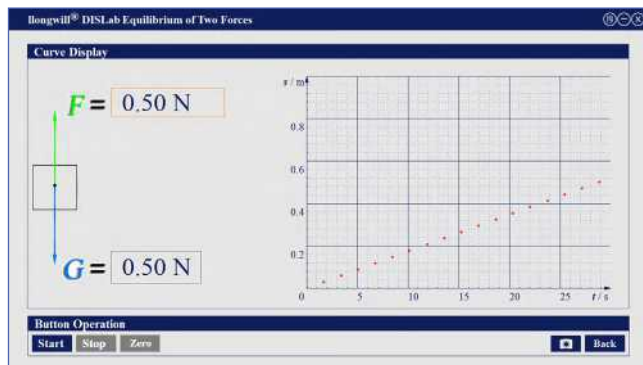 llongwill® DISLab Equilibrium of Two Forces
Curve Display
F = 0.50 N
G = 0.50 N
s / m
0.8
0.6
0.4
0.2
0 5 10 15 20 25 t / s
Button Operation
Start Stop Zero Back